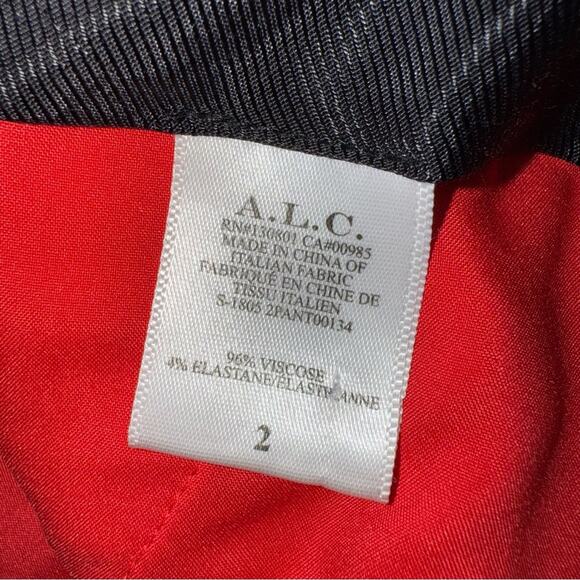 A.L.C.
RN#130801 CA#00985
MADE IN CHINA OF
ITALIAN FABRIC
FABRIQUÉ EN CHINE DE
TISSU ITALIEN
S-1805 2PANT00134
96% VISCOSE
4% ELASTANE/ELASTHANNE
2